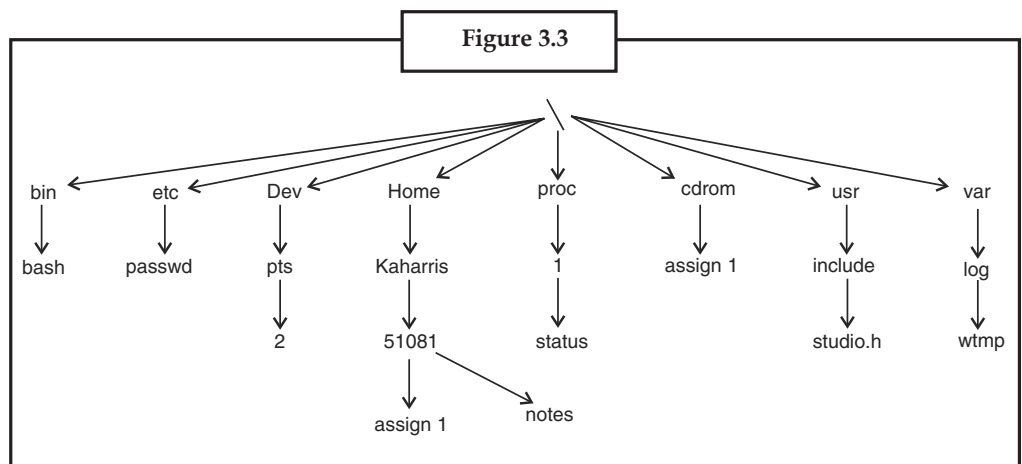 Figure 3.3
\
bin etc Dev Home proc cdrom usr var
bash passwd pts Kaharris 1 assign 1 include log
2 51081 status studio.h wtmp
assign 1 notes